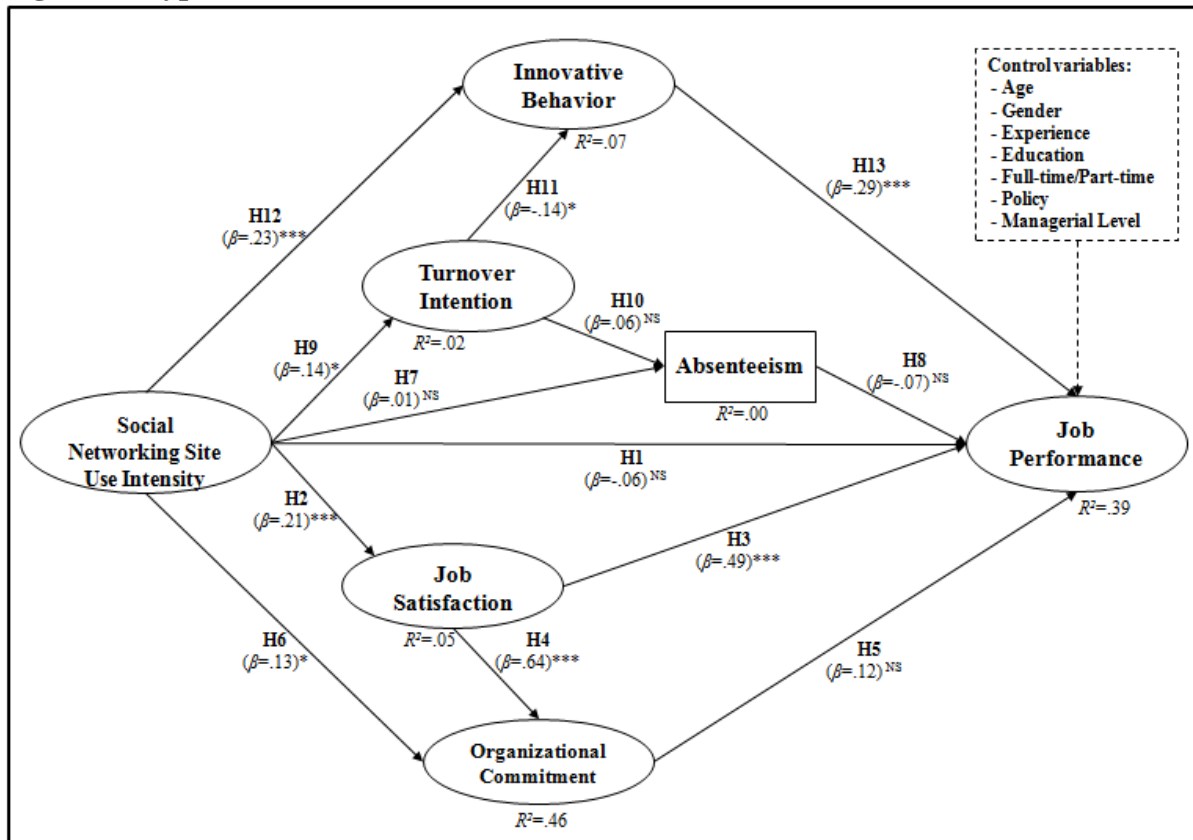 Innovative
Behavior
R²=.07
Control variables:
- Age
- Gender
- Experience
- Education
- Full-time/Part-time
- Policy
- Managerial Level
H13
(β=.29)***
H11
(β=-.14)*
H12
(β=.23)***
Turnover
Intention
R²=.02
H10
(β=.06)NS
H9
(β=.14)*
H7
(β=.01)NS
Absenteeism
R²=.00
H8
(β=-.07)NS
Social
Networking Site
Use Intensity
H1
(β=-.06)NS
Job
Performance
R²=.39
H2
(β=.21)***
H3
(β=.49)***
Job
Satisfaction
R²=.05
H4
(β=.64)***
H6
(β=.13)*
H5
(β=.12)NS
Organizational
Commitment
R²=.46